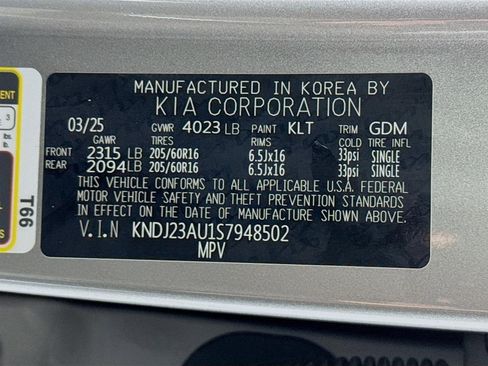 MANUFACTURED IN KOREA BY
KIA CORPORATION
03/25 GVWR 4023 LB PAINT KLT TRIM GDM
GAWR TIRES RIMS COLD TIRE INFL
FRONT 2315 LB 205/60R16 6.5Jx16 33psi SINGLE
REAR 2094 LB 205/60R16 6.5Jx16 33psi SINGLE
THIS VEHICLE CONFORMS TO ALL APPLICABLE U.S.A. FEDERAL
MOTOR VEHICLE SAFETY AND THEFT PREVENTION STANDARDS
IN EFFECT ON THE DATE OF MANUFACTURE SHOWN ABOVE.
V.I.N KNDJ23AU1S7948502
MPV
T66
3
lbs.